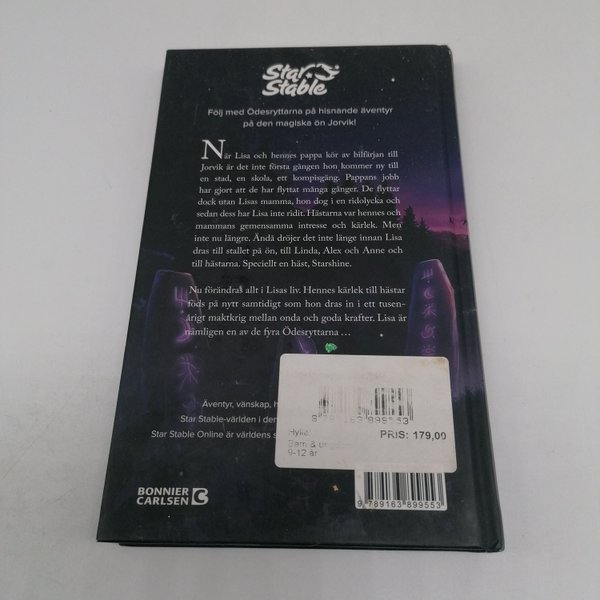 Star
Stable
Följ med Ödesryttarna på hisnande äventyr
på den magiska ön Jorvik!
När Lisa och hennes pappa kör av bilfärjan till
Jorvik är det inte första gången hon kommer ny till
en stad, en skola, ett kompisgäng. Pappans jobb
har gjort att de har flyttat många gånger. De flyttar
dock utan Lisas mamma, hon dog i en ridolycka och
sedan dess har Lisa inte ridit. Hästarna var hennes och
mammans gemensamma intresse och kärlek. Men
inte nu längre. Ändå dröjer det inte länge innan Lisa
dras till stallet på ön, till Linda, Alex och Anne och
till hästarna. Speciellt en häst, Starshine.
Nu förändras allt i Lisas liv. Hennes kärlek till hästar
föds på nytt samtidigt som hon dras in i ett tusen-
årigt maktkrig mellan onda och goda krafter. Lisa är
nämligen en av de fyra Ödesryttarna …
Äventyr, vänskap,
Star Stable-världen i
Star Stable Online är världens
9 789163 899553
Hylla:
PRIS: 179,00
Barn &
9-12 år
BONNIER
CARLSEN
9 789163 899553